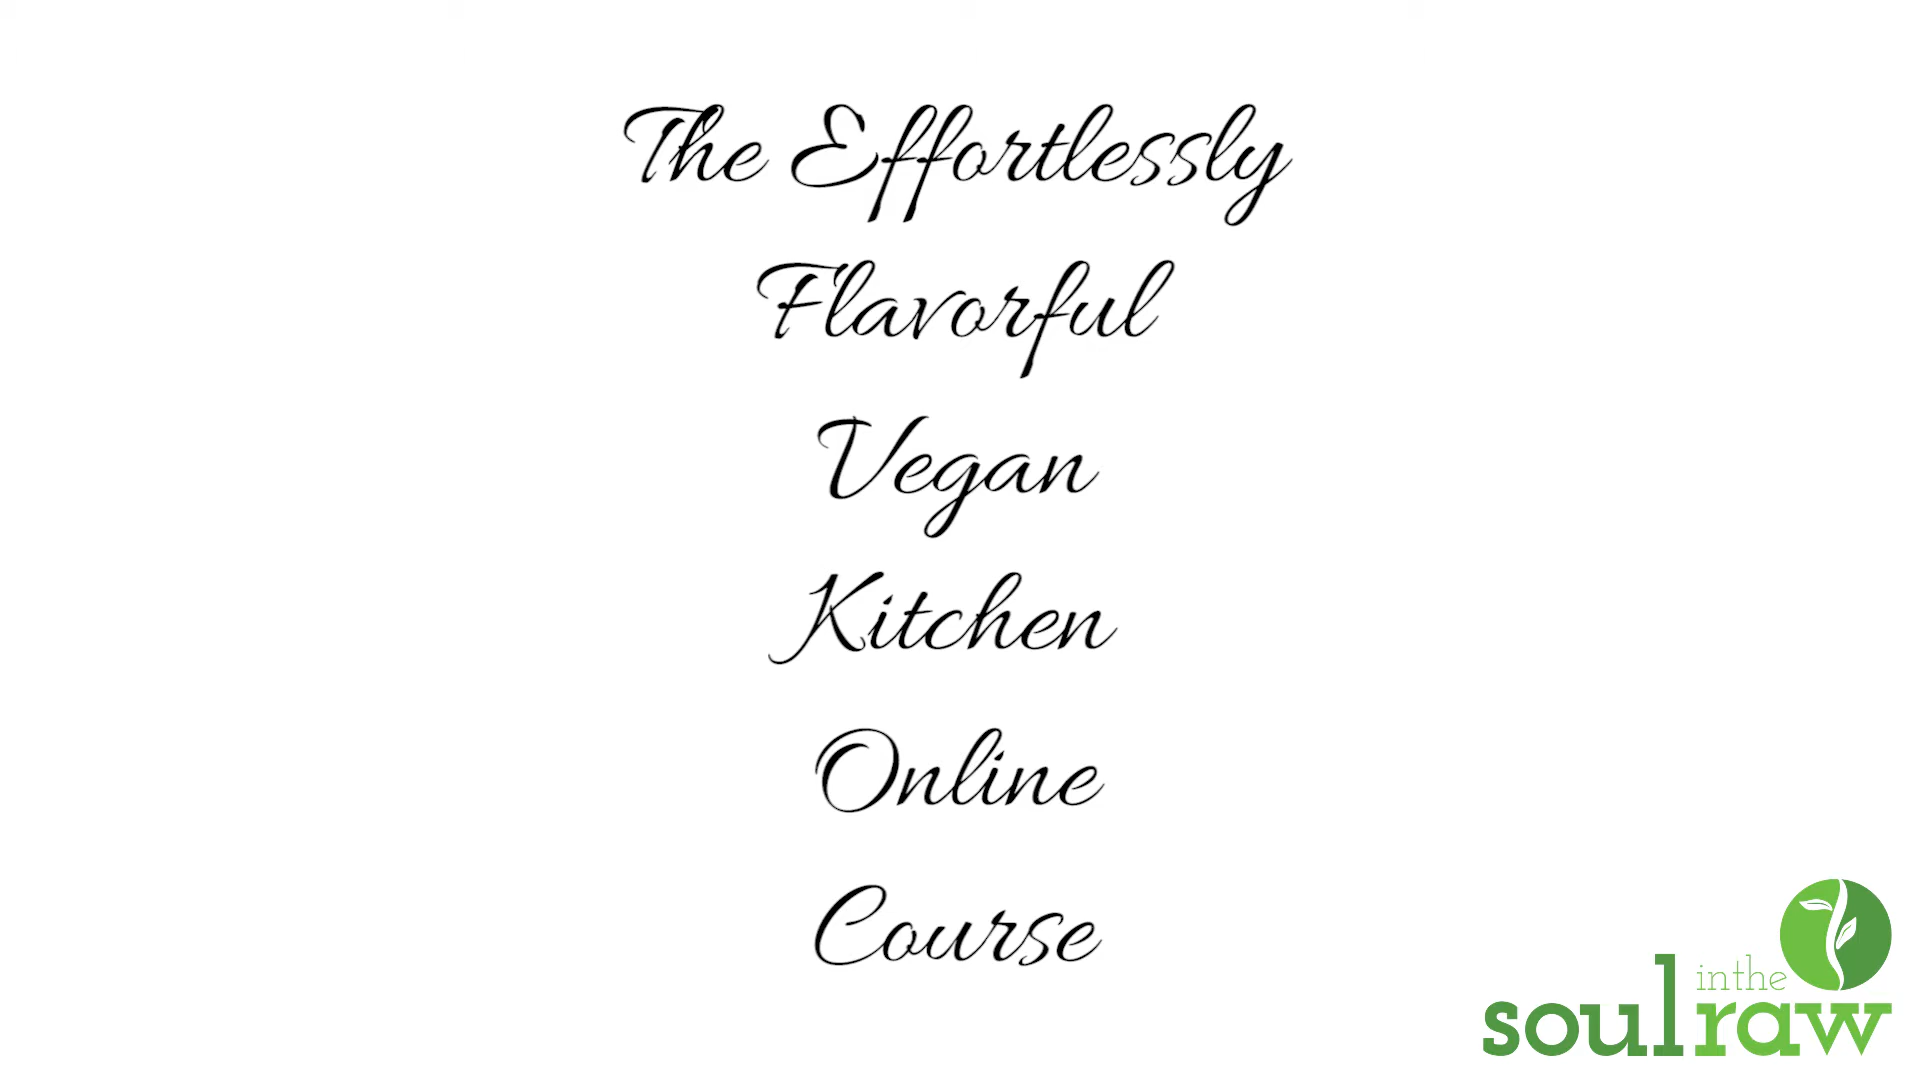 The Effortlessly
Flavorful
Vegan
Kitchen
Online
Course
soul in the raw